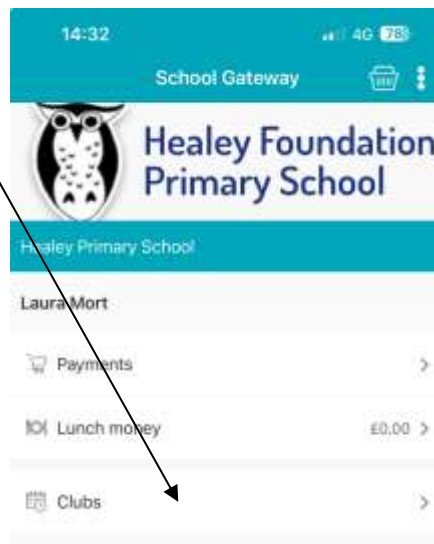 14:32 4G 78
School Gateway
Healey Foundation
Primary School
Healey Primary School
Laura Mort
Payments
Lunch money £0.00
Clubs